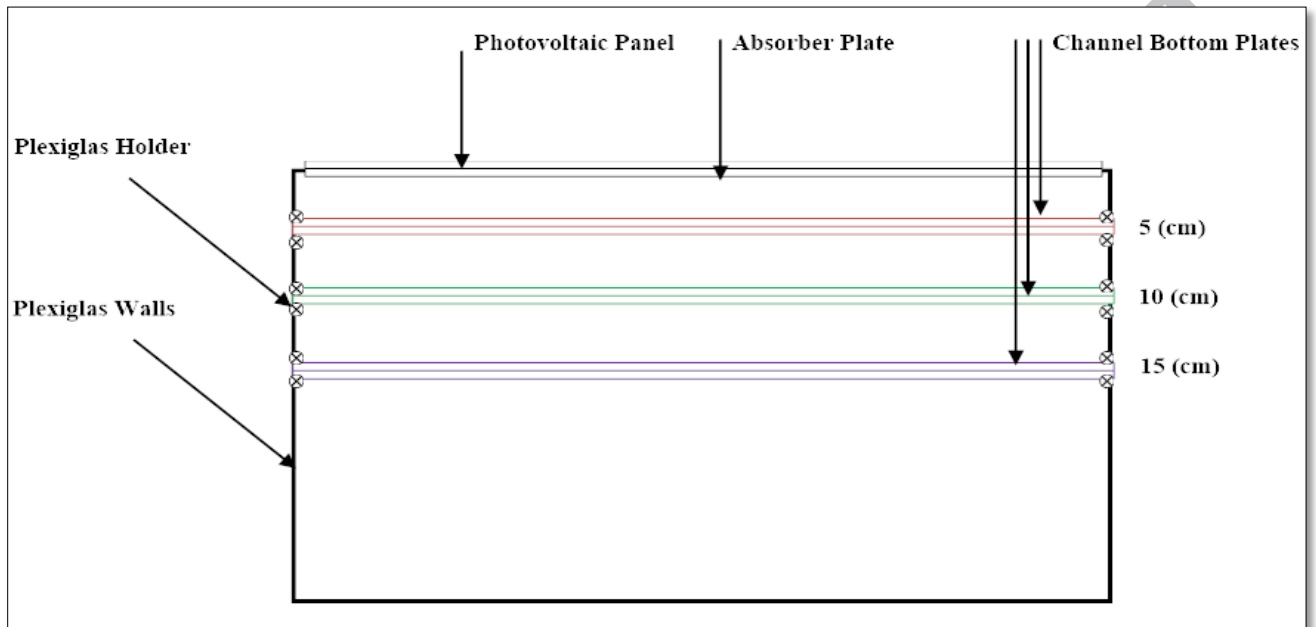 Photovoltaic Panel
Absorber Plate
Channel Bottom Plates
Plexiglas Holder
5 (cm)
10 (cm)
Plexiglas Walls
15 (cm)